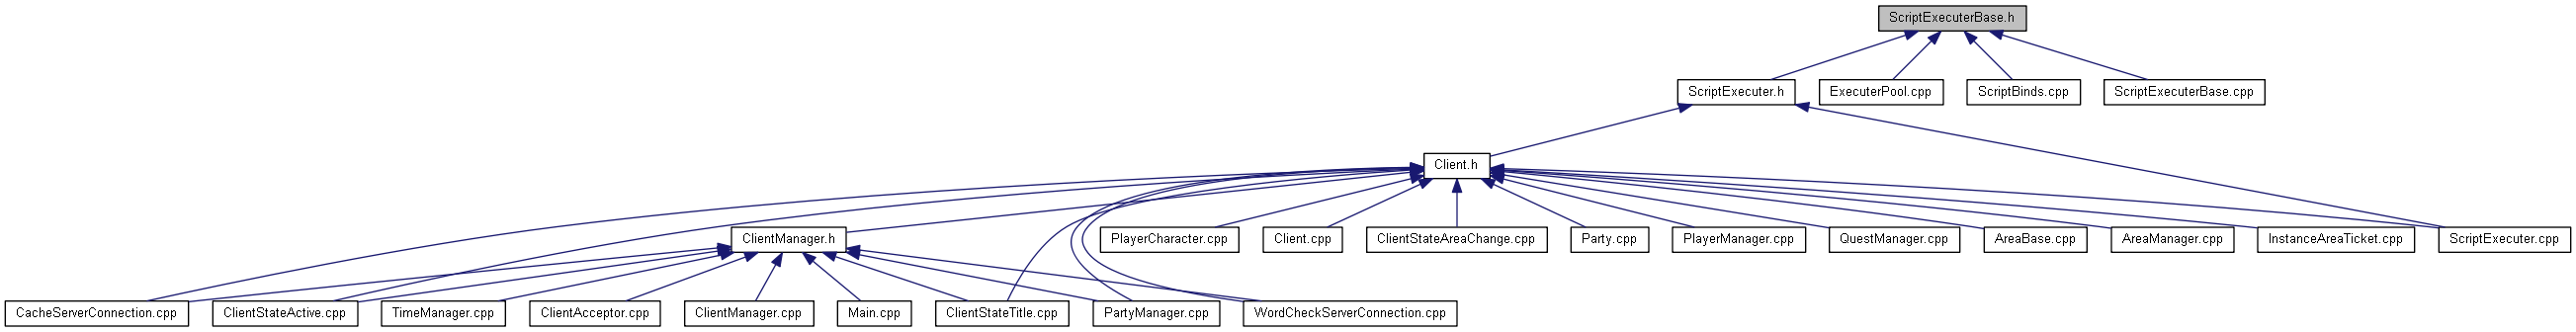 ScriptExecuterBase.h
ScriptExecuter.h
ExecuterPool.cpp
ScriptBinds.cpp
ScriptExecuterBase.cpp
Client.h
ClientManager.h
PlayerCharacter.cpp
Client.cpp
ClientStateAreaChange.cpp
Party.cpp
PlayerManager.cpp
QuestManager.cpp
AreaBase.cpp
AreaManager.cpp
InstanceAreaTicket.cpp
ScriptExecuter.cpp
CacheServerConnection.cpp
ClientStateActive.cpp
TimeManager.cpp
ClientAcceptor.cpp
ClientManager.cpp
Main.cpp
ClientStateTitle.cpp
PartyManager.cpp
WordCheckServerConnection.cpp